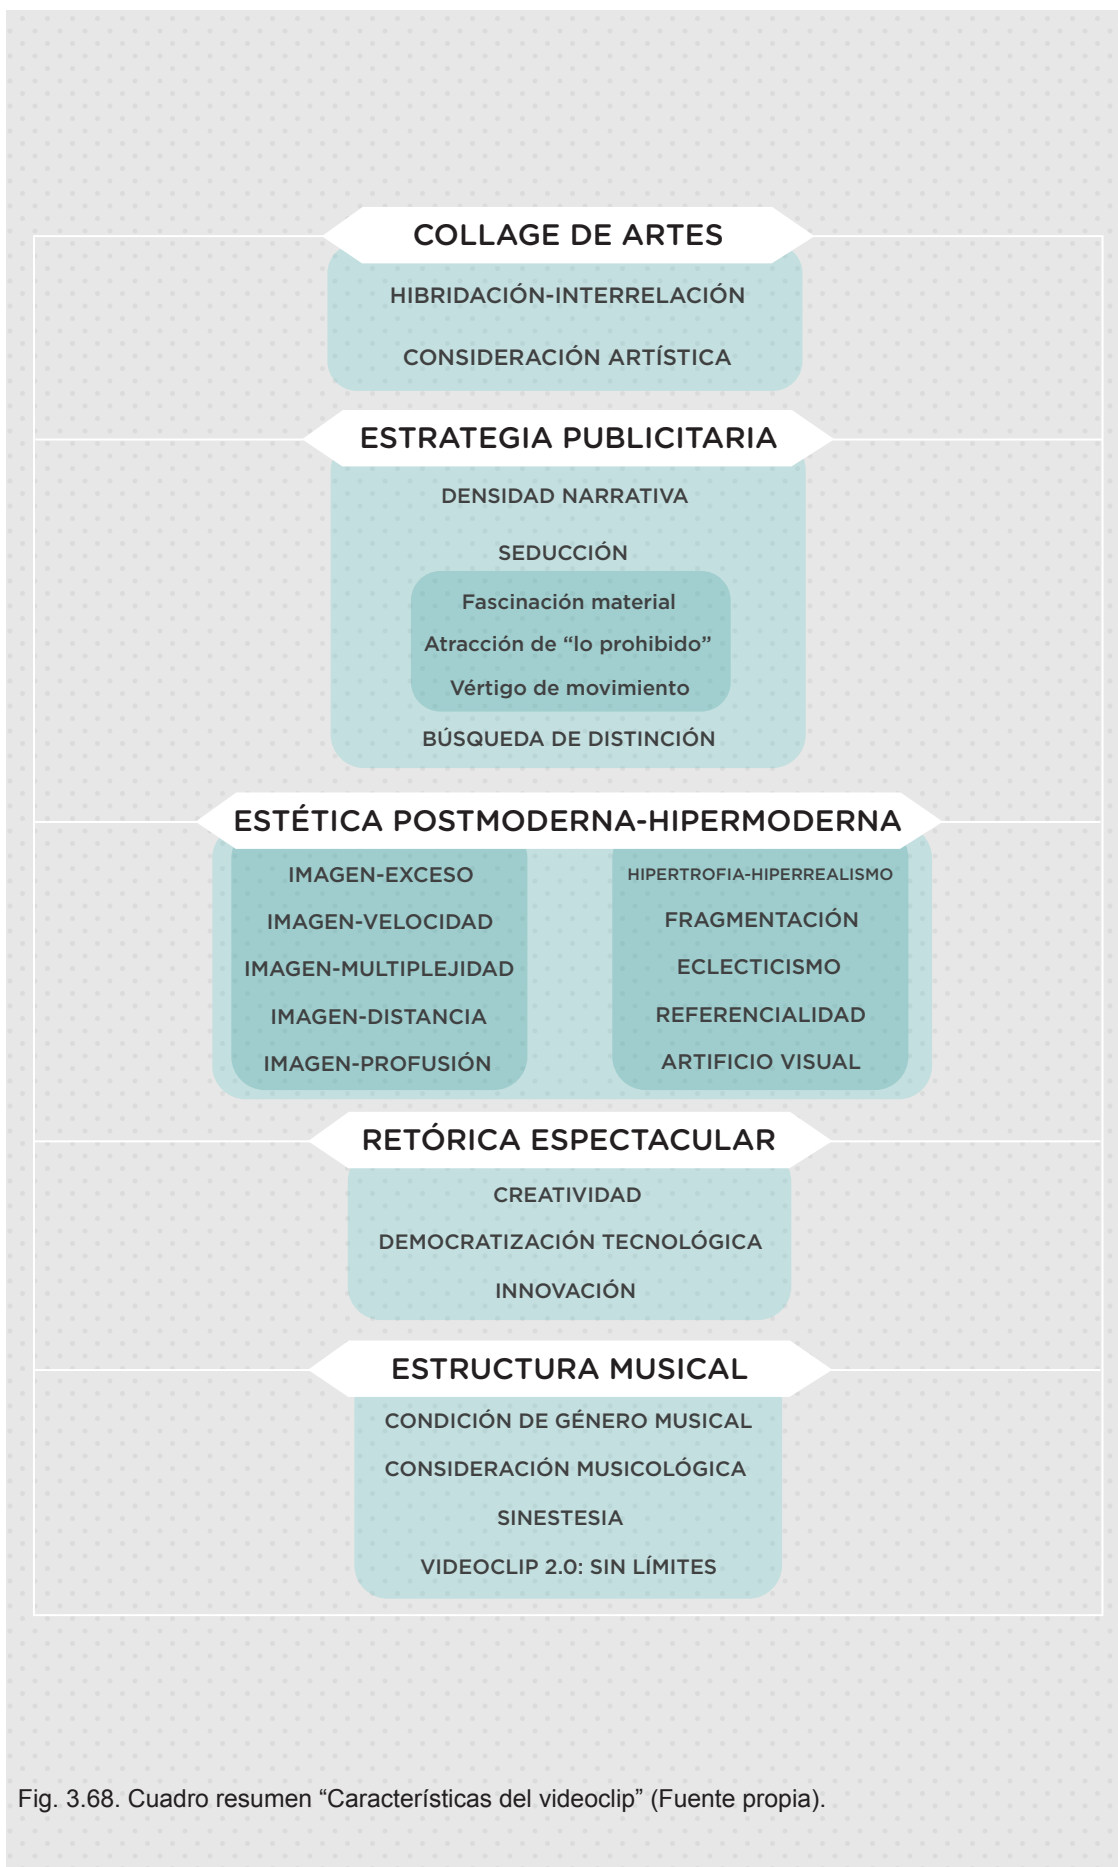 COLLAGE DE ARTES
HIBRIDACIÓN-INTERRELACIÓN
CONSIDERACIÓN ARTÍSTICA
ESTRATEGIA PUBLICITARIA
DENSIDAD NARRATIVA
SEDUCCIÓN
Fascinación material
Atracción de “lo prohibido”
Vértigo de movimiento
BÚSQUEDA DE DISTINCIÓN
ESTÉTICA POSTMODERNA-HIPERMODERNA
IMAGEN-EXCESO
IMAGEN-VELOCIDAD
IMAGEN-MULTIPLEJIDAD
IMAGEN-DISTANCIA
IMAGEN-PROFUSIÓN
HIPERTROFIA-HIPERREALISMO
FRAGMENTACIÓN
ECLECTICISMO
REFERENCIALIDAD
ARTIFICIO VISUAL
RETÓRICA ESPECTACULAR
CREATIVIDAD
DEMOCRATIZACIÓN TECNOLÓGICA
INNOVACIÓN
ESTRUCTURA MUSICAL
CONDICIÓN DE GÉNERO MUSICAL
CONSIDERACIÓN MUSICOLÓGICA
SINESTESIA
VIDEOCLIP 2.0: SIN LÍMITES
Fig. 3.68. Cuadro resumen “Características del videoclip” (Fuente propia).